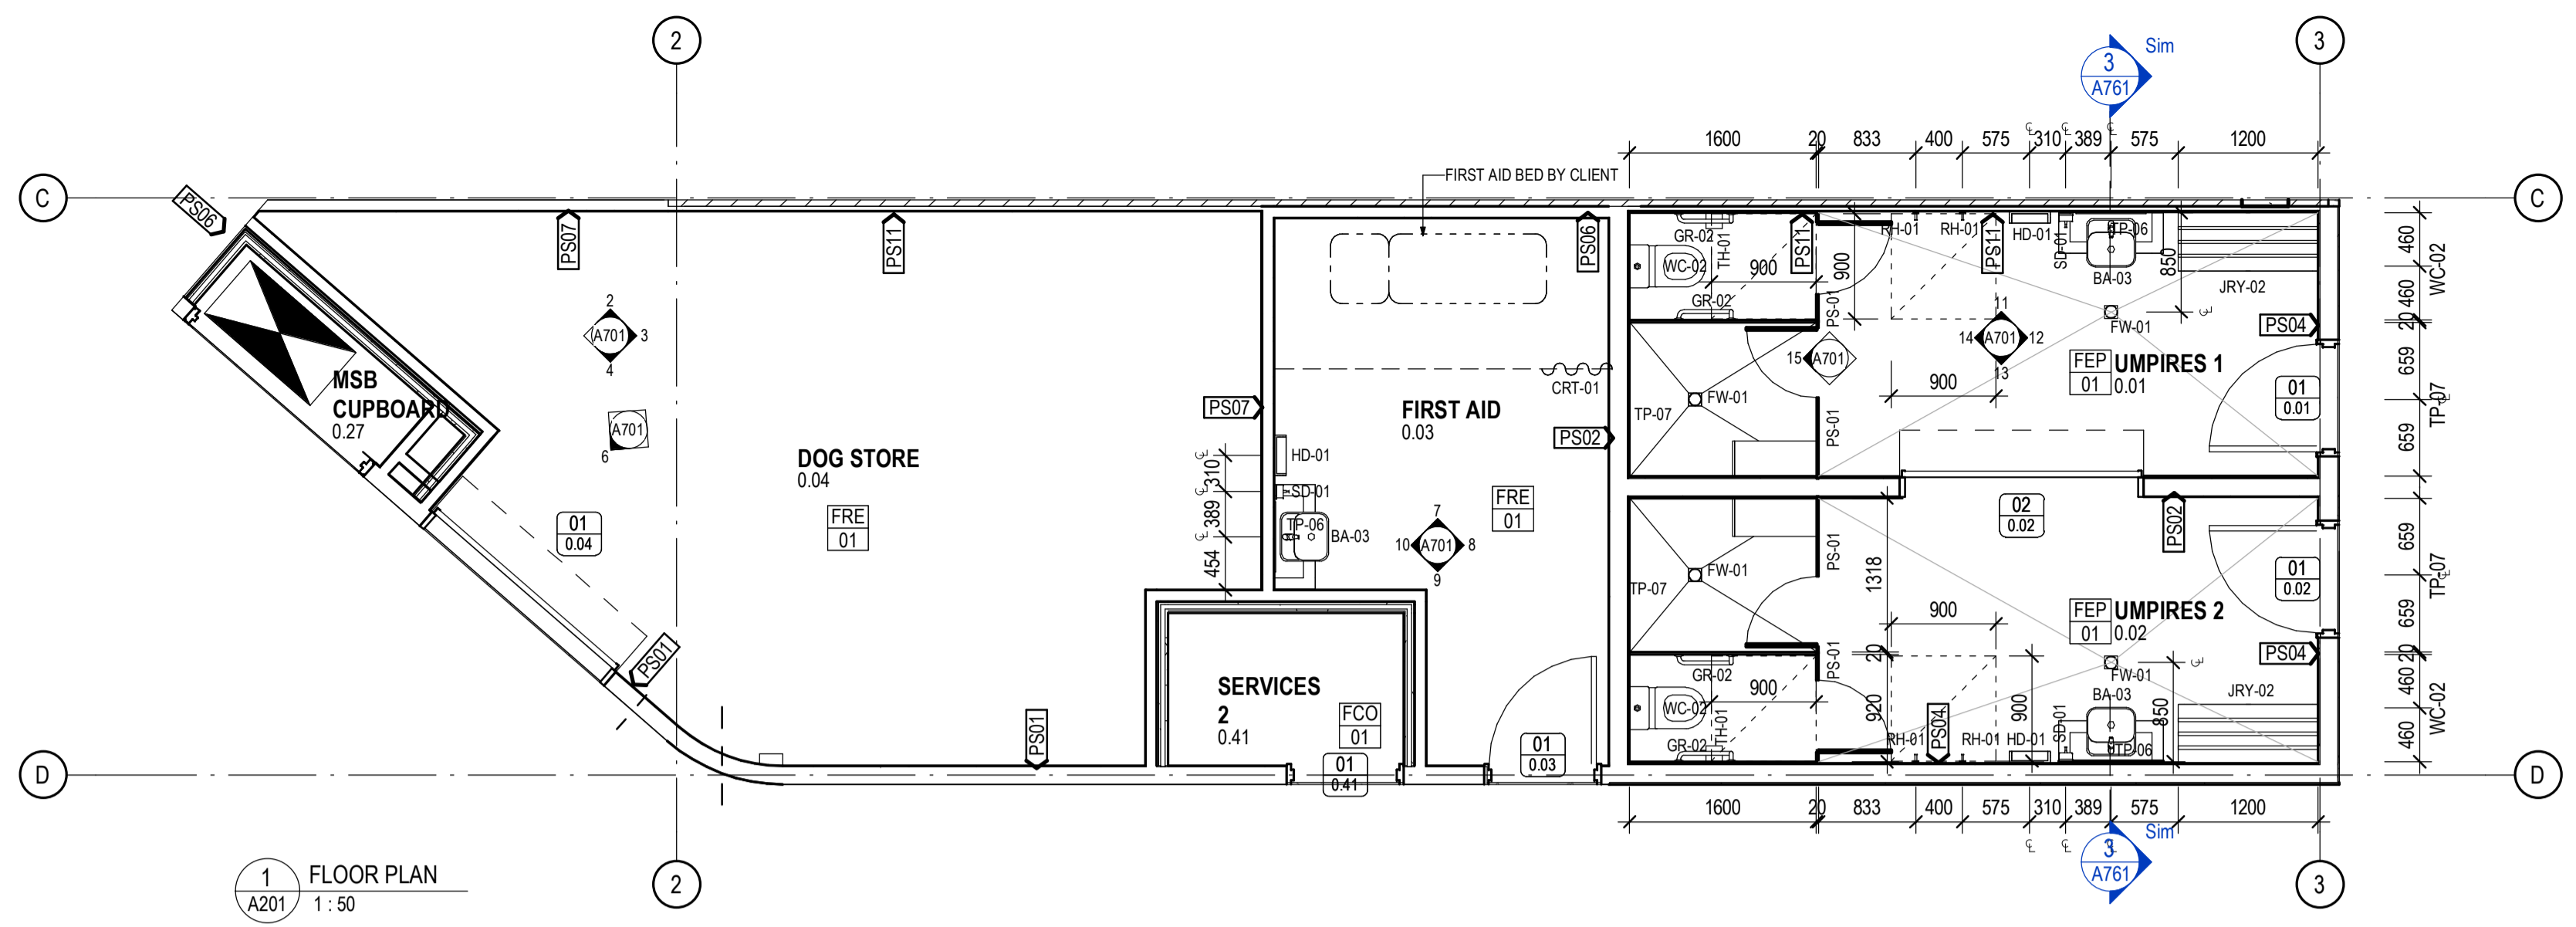 2
3
3
A761
Sim
1600
20
833
400
575
310
389
575
1200
FIRST AID BED BY CLIENT
C
C
PS06
PS07
PS11
PS06
GR-02
TH-01
PS11
RH-01
RH-01
PS11
HD-01
SD-01
TP-06
BA-03
850
JRY-02
WC-02
900
900
GR-02
PS-01
FW-01
460
460
WC-02
20
2
A701
3
4
11
14
A701
12
13
15
A701
PS04
FEP
01
UMPIRES 1
0.01
659
659
TP-07
MSB
CUPBOARD
0.27
A701
6
PS07
FIRST AID
0.03
CRT-01
PS02
TP-07
FW-01
PS-01
900
01
0.01
DOG STORE
0.04
FRE
01
01
0.04
310
389
454
HD-01
SD-01
TP-06
BA-03
FRE
01
7
10
A701
8
9
02
0.02
PS02
FW-01
TP-07
PS-01
1318
900
FEP
01
UMPIRES 2
0.02
01
0.02
659
659
TP-07
PS01
SERVICES
2
0.41
FCO
01
PS01
01
0.41
01
0.03
GR-02
WC-02
900
TH-01
GR-02
PS-01
20
920
RH-01
PS04
RH-01
900
HD-01
SD-01
FW-01
BA-03
TP-06
850
JRY-02
PS04
20
460
460
WC-02
D
D
1600
20
833
400
575
310
389
575
1200
3
A761
Sim
2
3
1
A201
FLOOR PLAN
1 : 50